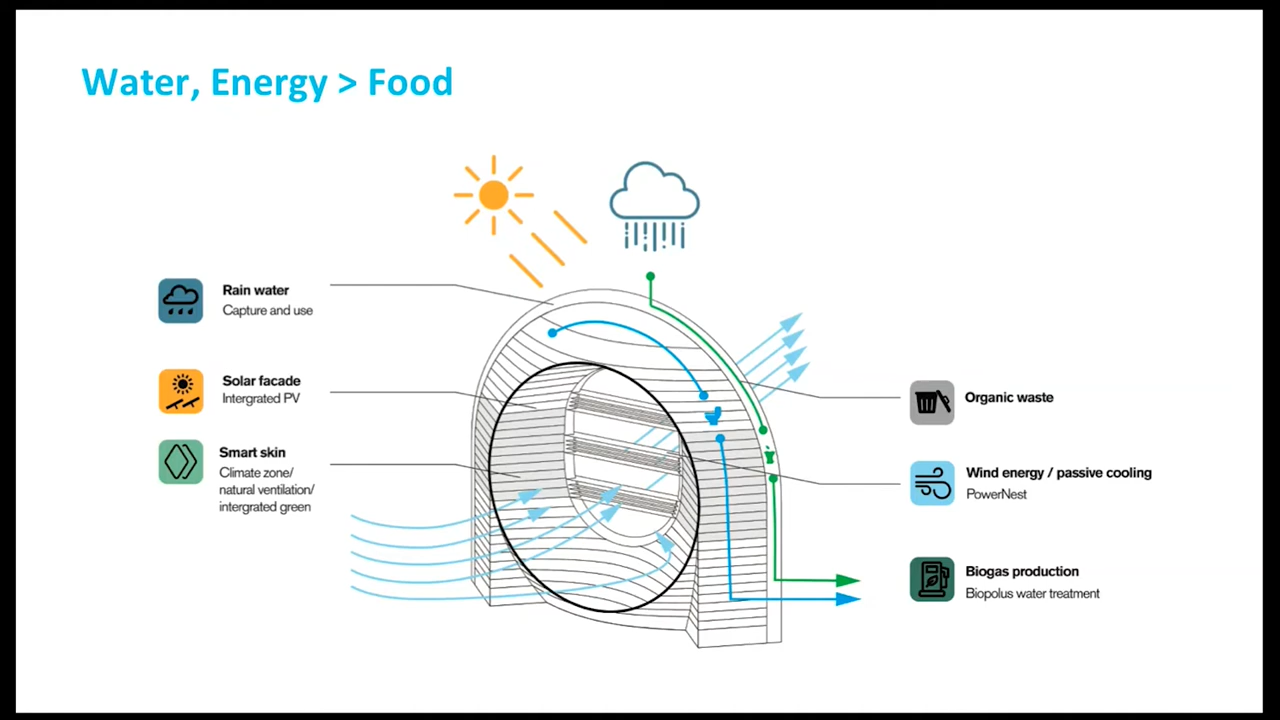 Water, Energy > Food
Rain water
Capture and use
Solar facade
Intergrated PV
Smart skin
Climate zone/
natural ventilation/
intergrated green
Organic waste
Wind energy / passive cooling
PowerNest
Biogas production
Biopolus water treatment